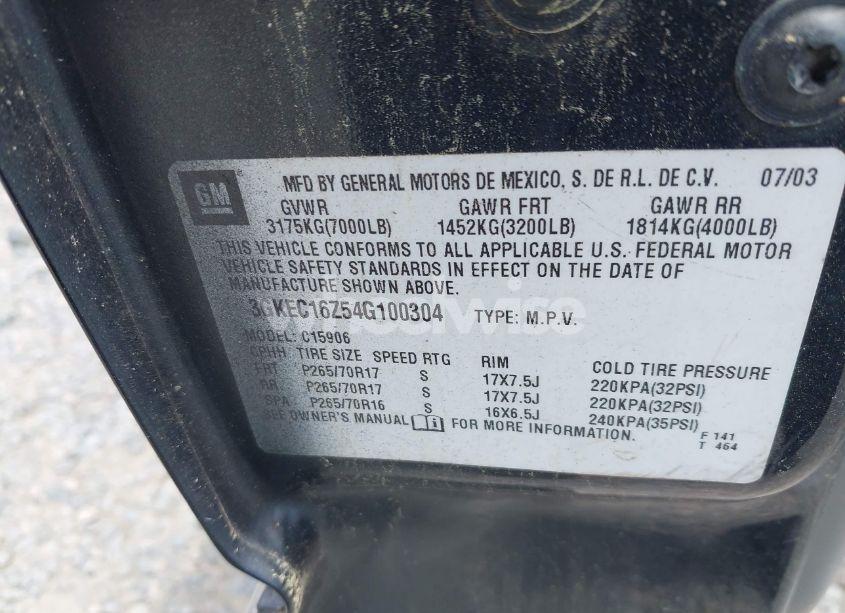 GM
MFD BY GENERAL MOTORS DE MEXICO, S. DE R.L. DE C.V. 07/03
GVWR GAWR FRT GAWR RR
3175KG(7000LB) 1452KG(3200LB) 1814KG(4000LB)
THIS VEHICLE CONFORMS TO ALL APPLICABLE U.S. FEDERAL MOTOR
VEHICLE SAFETY STANDARDS IN EFFECT ON THE DATE OF
MANUFACTURE SHOWN ABOVE.
3GKEC16Z54G100304 TYPE: M.P.V.
MODEL: C15906
CPHH TIRE SIZE SPEED RTG RIM COLD TIRE PRESSURE
FRT P265/70R17 S 17X7.5J 220KPA(32PSI)
RR P265/70R17 S 17X7.5J 220KPA(32PSI)
SPA P265/70R16 S 16X6.5J 240KPA(35PSI)
SEE OWNER'S MANUAL FOR MORE INFORMATION.
F 141
T 464